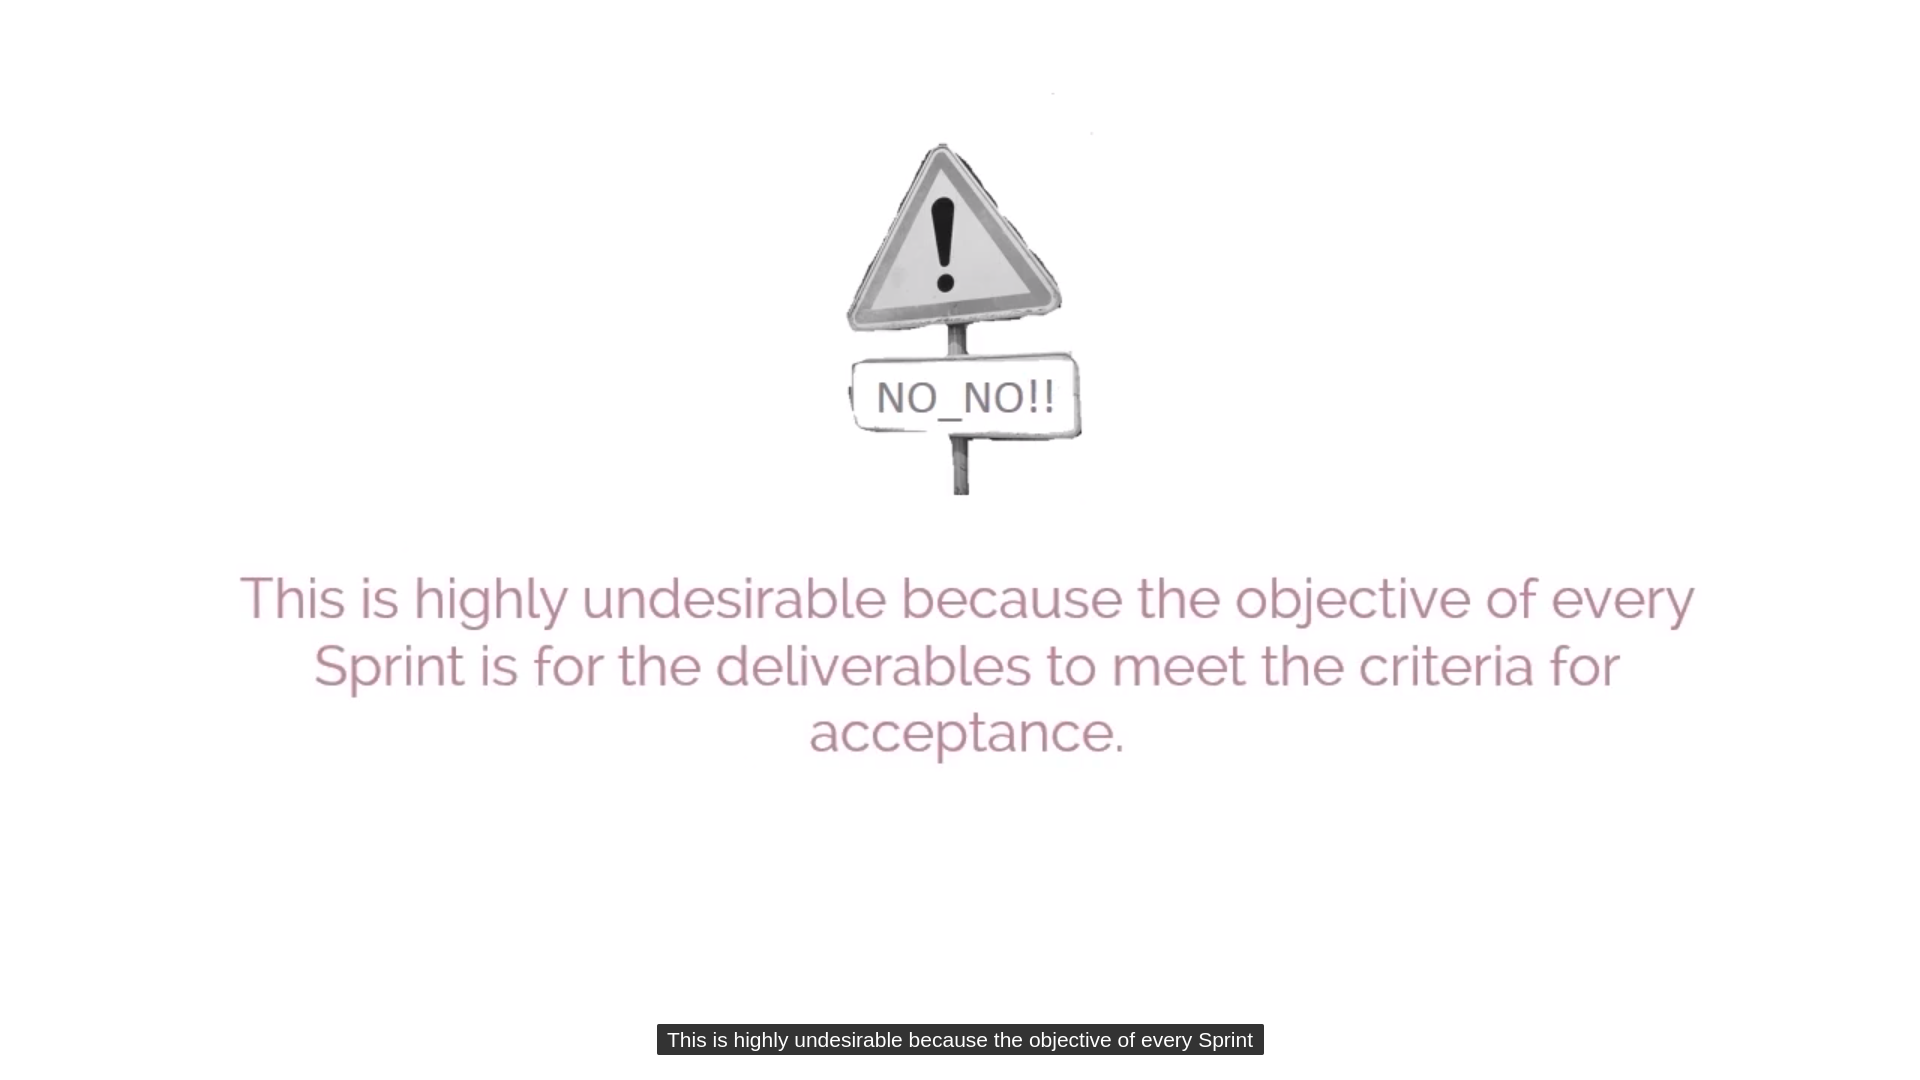 NO_NO!!
This is highly undesirable because the objective of every
Sprint is for the deliverables to meet the criteria for
acceptance.
This is highly undesirable because the objective of every Sprint